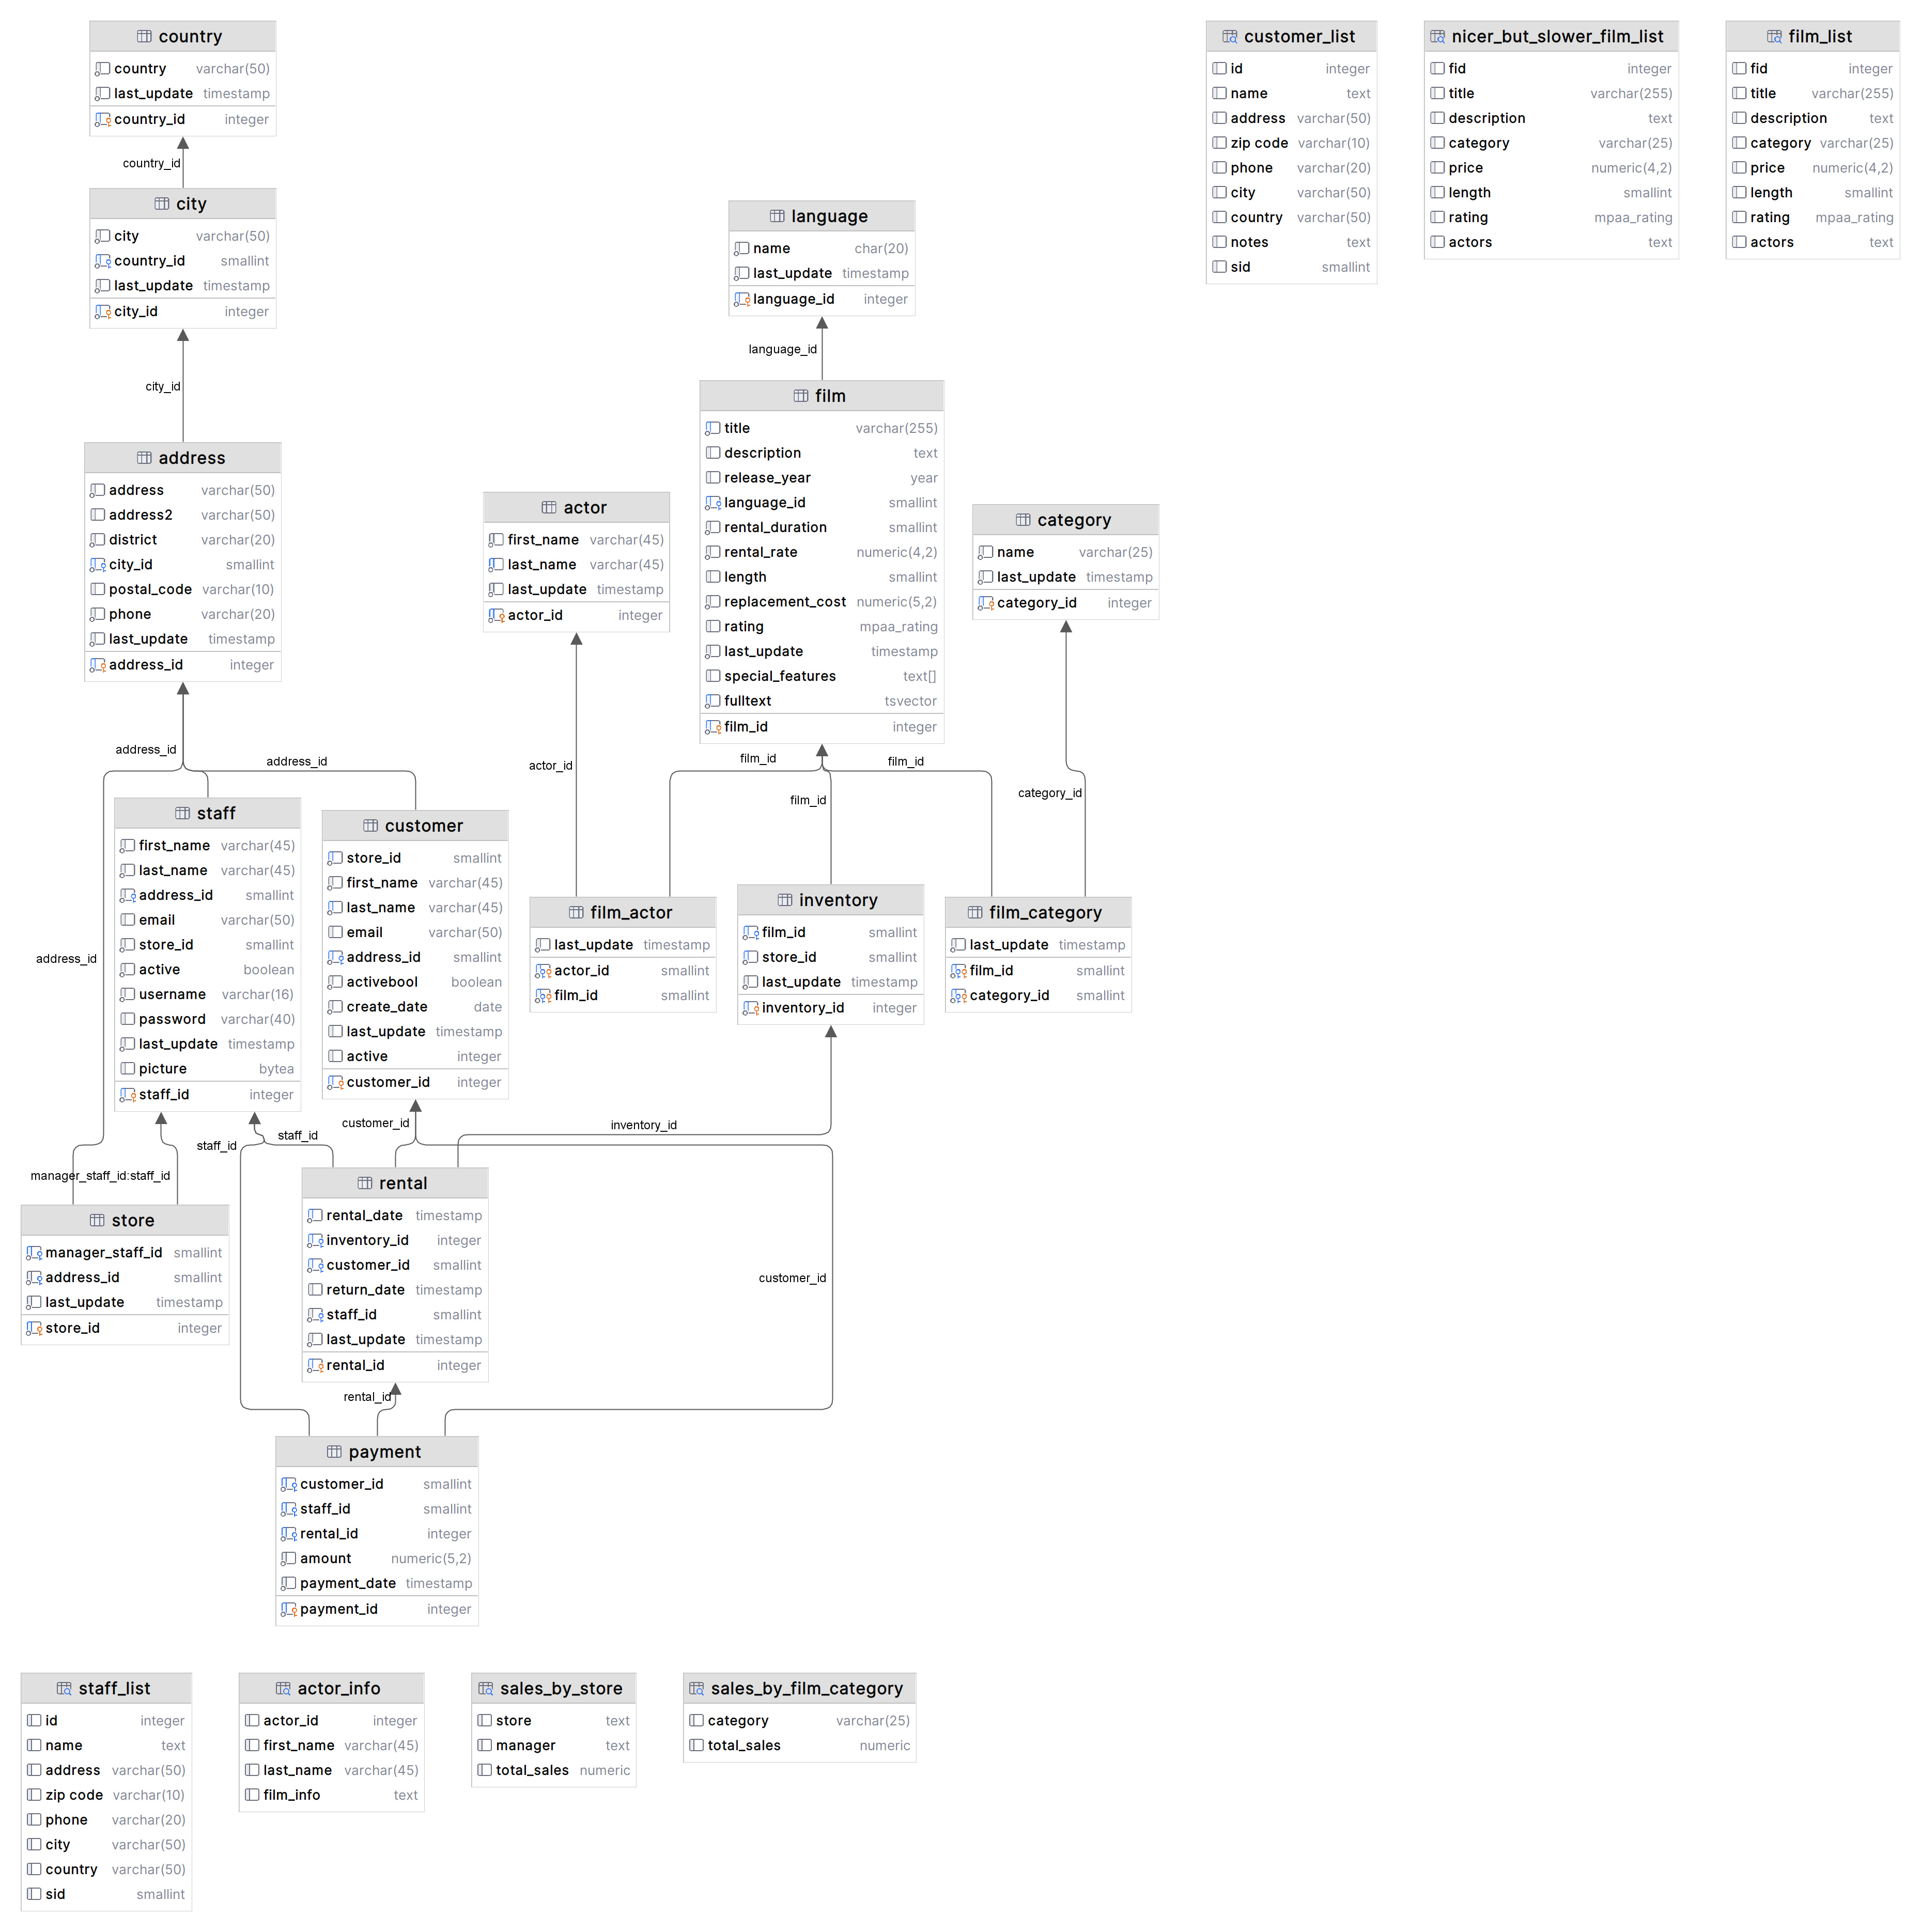 country
country varchar(50)
last_update timestamp
country_id integer
country_id
city
city varchar(50)
country_id smallint
last_update timestamp
city_id integer
city_id
address
address varchar(50)
address2 varchar(50)
district varchar(20)
city_id smallint
postal_code varchar(10)
phone varchar(20)
last_update timestamp
address_id integer
address_id
address_id
address_id
staff
first_name varchar(45)
last_name varchar(45)
address_id smallint
email varchar(50)
store_id smallint
active boolean
username varchar(16)
password varchar(40)
last_update timestamp
picture bytea
staff_id integer
customer
store_id smallint
first_name varchar(45)
last_name varchar(45)
email varchar(50)
address_id smallint
activebool boolean
create_date date
last_update timestamp
active integer
customer_id integer
staff_id
staff_id
customer_id
inventory_id
manager_staff_id:staff_id
store
manager_staff_id smallint
address_id smallint
last_update timestamp
store_id integer
rental
rental_date timestamp
inventory_id integer
customer_id smallint
return_date timestamp
staff_id smallint
last_update timestamp
rental_id integer
rental_id
customer_id
payment
customer_id smallint
staff_id smallint
rental_id integer
amount numeric(5,2)
payment_date timestamp
payment_id integer
language
name char(20)
last_update timestamp
language_id integer
language_id
film
title varchar(255)
description text
release_year year
language_id smallint
rental_duration smallint
rental_rate numeric(4,2)
length smallint
replacement_cost numeric(5,2)
rating mpaa_rating
last_update timestamp
special_features text[]
fulltext tsvector
film_id integer
actor
first_name varchar(45)
last_name varchar(45)
last_update timestamp
actor_id integer
category
name varchar(25)
last_update timestamp
category_id integer
actor_id
film_id
film_id
film_id
category_id
film_actor
last_update timestamp
actor_id smallint
film_id smallint
inventory
film_id smallint
store_id smallint
last_update timestamp
inventory_id integer
film_category
last_update timestamp
film_id smallint
category_id smallint
customer_list
id integer
name text
address varchar(50)
zip code varchar(10)
phone varchar(20)
city varchar(50)
country varchar(50)
notes text
sid smallint
nicer_but_slower_film_list
fid integer
title varchar(255)
description text
category varchar(25)
price numeric(4,2)
length smallint
rating mpaa_rating
actors text
film_list
fid integer
title varchar(255)
description text
category varchar(25)
price numeric(4,2)
length smallint
rating mpaa_rating
actors text
staff_list
id integer
name text
address varchar(50)
zip code varchar(10)
phone varchar(20)
city varchar(50)
country varchar(50)
sid smallint
actor_info
actor_id integer
first_name varchar(45)
last_name varchar(45)
film_info text
sales_by_store
store text
manager text
total_sales numeric
sales_by_film_category
category varchar(25)
total_sales numeric